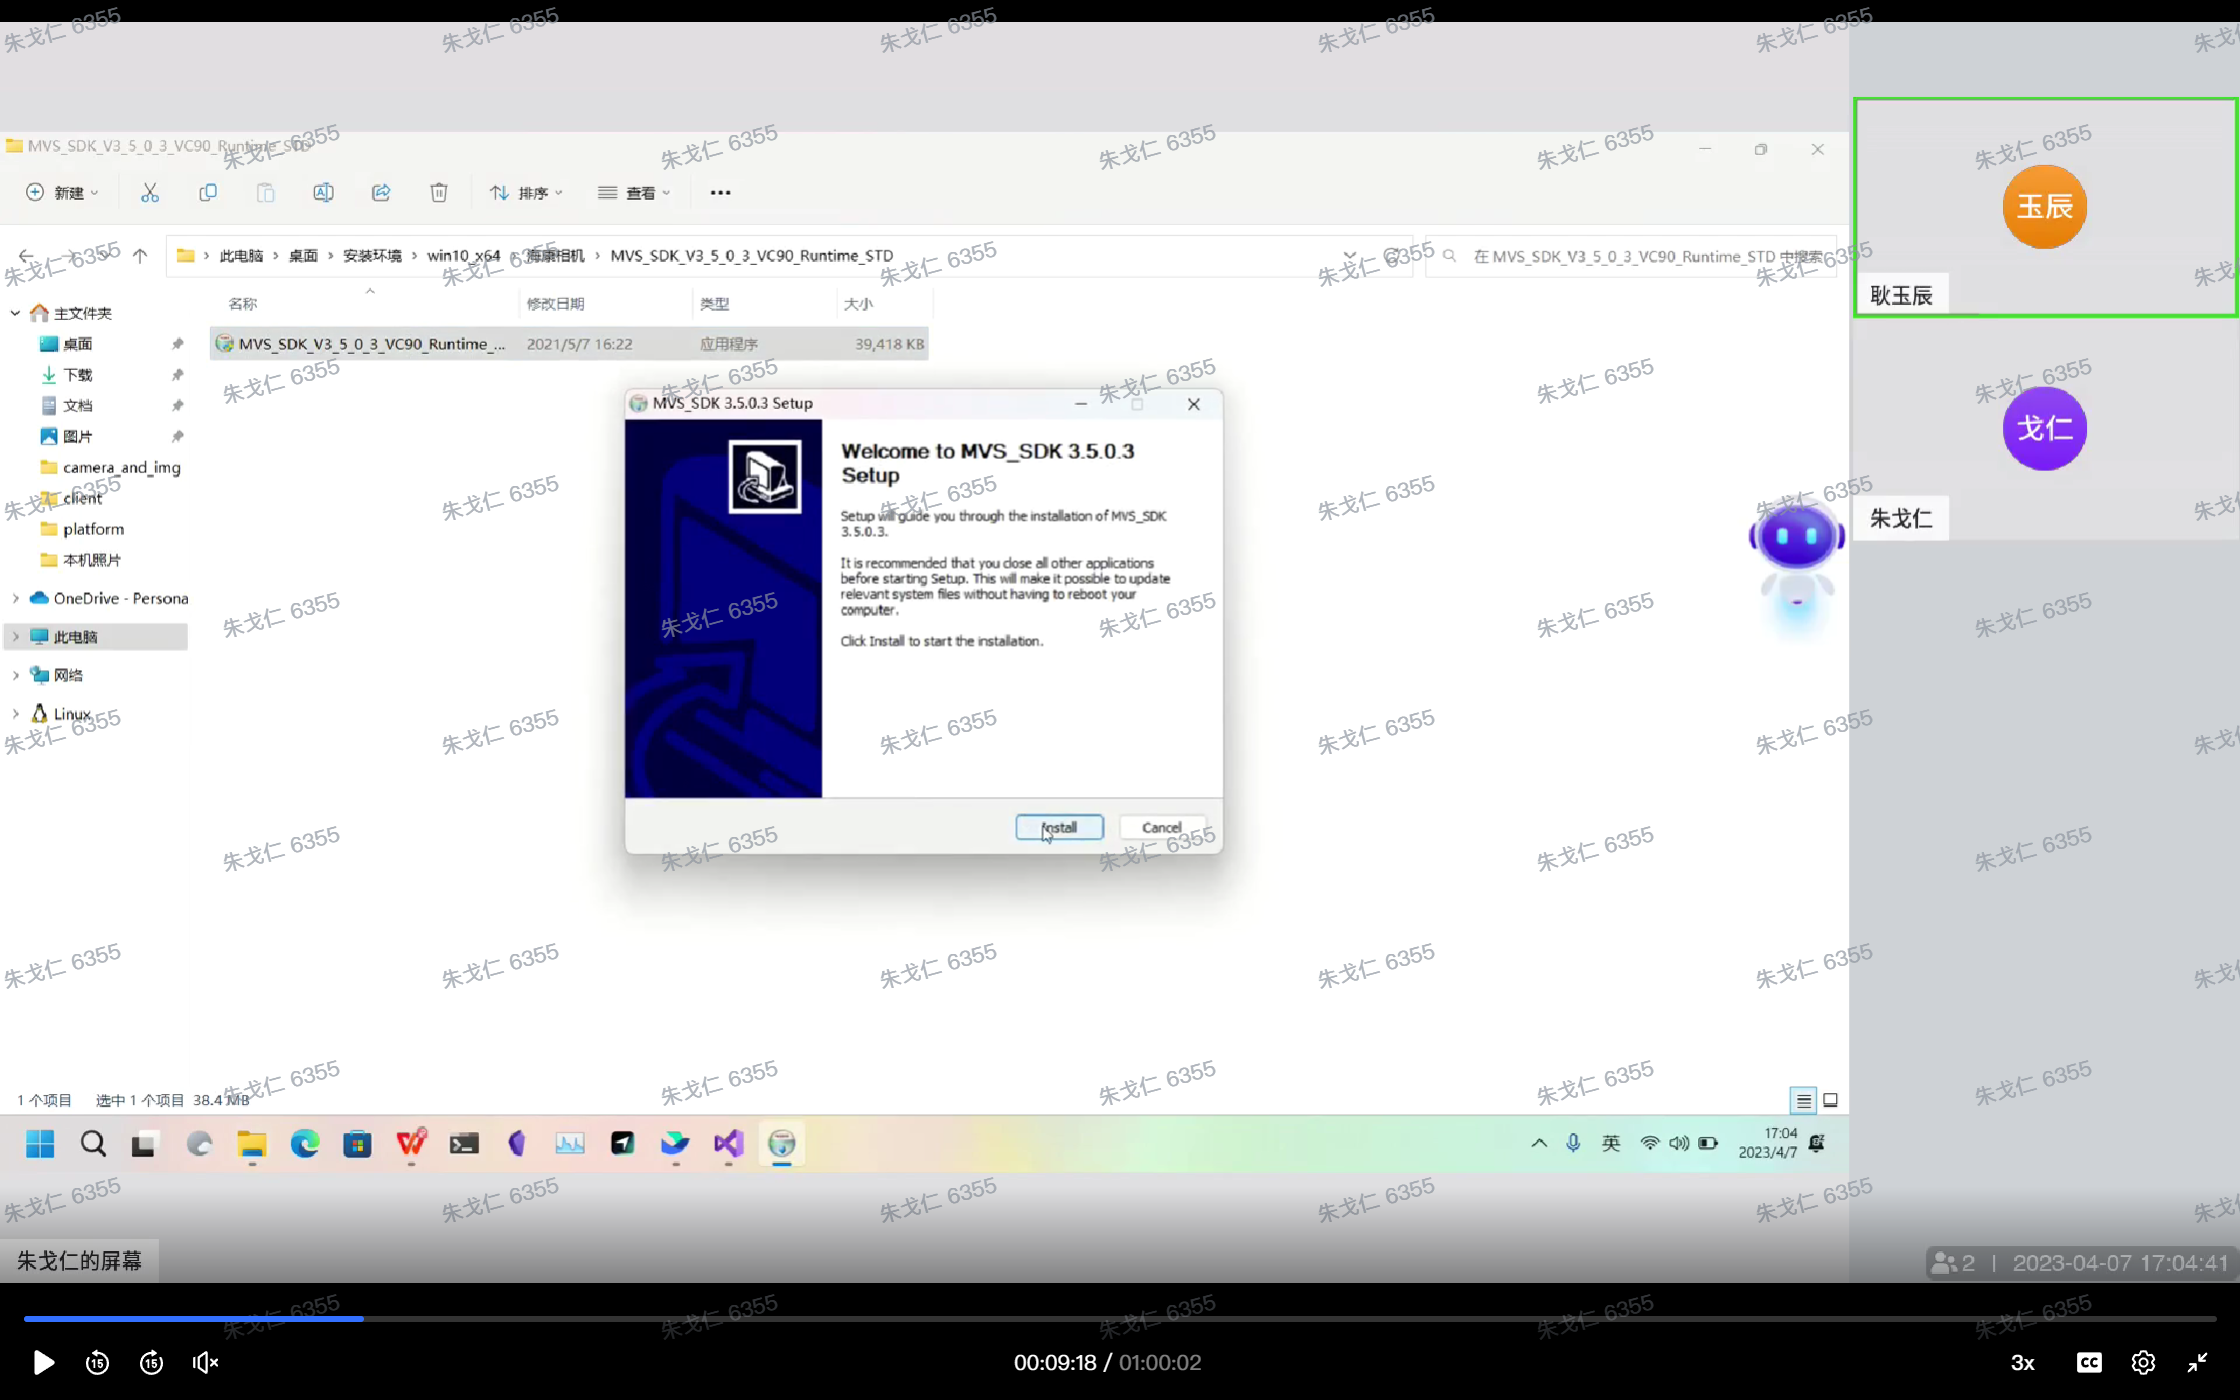 MVS_SDK_V3_5_0_3_VC90_Runtime_STD
新建
排序
查看
此电脑 › 桌面 › 安装环境 › win10_x64 › 海康相机 › MVS_SDK_V3_5_0_3_VC90_Runtime_STD
在 MVS_SDK_V3_5_0_3_VC90_Runtime_STD 中搜索
名称 修改日期 类型 大小
MVS_SDK_V3_5_0_3_VC90_Runtime_... 2021/5/7 16:22 应用程序 39,418 KB
主文件夹
桌面
下载
文档
图片
camera_and_img
client
platform
本机照片
OneDrive - Persona
此电脑
网络
Linux
MVS_SDK 3.5.0.3 Setup
Welcome to MVS_SDK 3.5.0.3
Setup
Setup will guide you through the installation of MVS_SDK
3.5.0.3.
It is recommended that you close all other applications
before starting Setup. This will make it possible to update
relevant system files without having to reboot your
computer.
Click Install to start the installation.
Install
Cancel
玉辰
耿玉辰
戈仁
朱戈仁
1 个项目 选中 1 个项目 38.4 MB
英
17:04
2023/4/7
朱戈仁的屏幕
2 | 2023-04-07 17:04:41
15
15
00:09:18 / 01:00:02
3x
CC
朱戈仁 6355